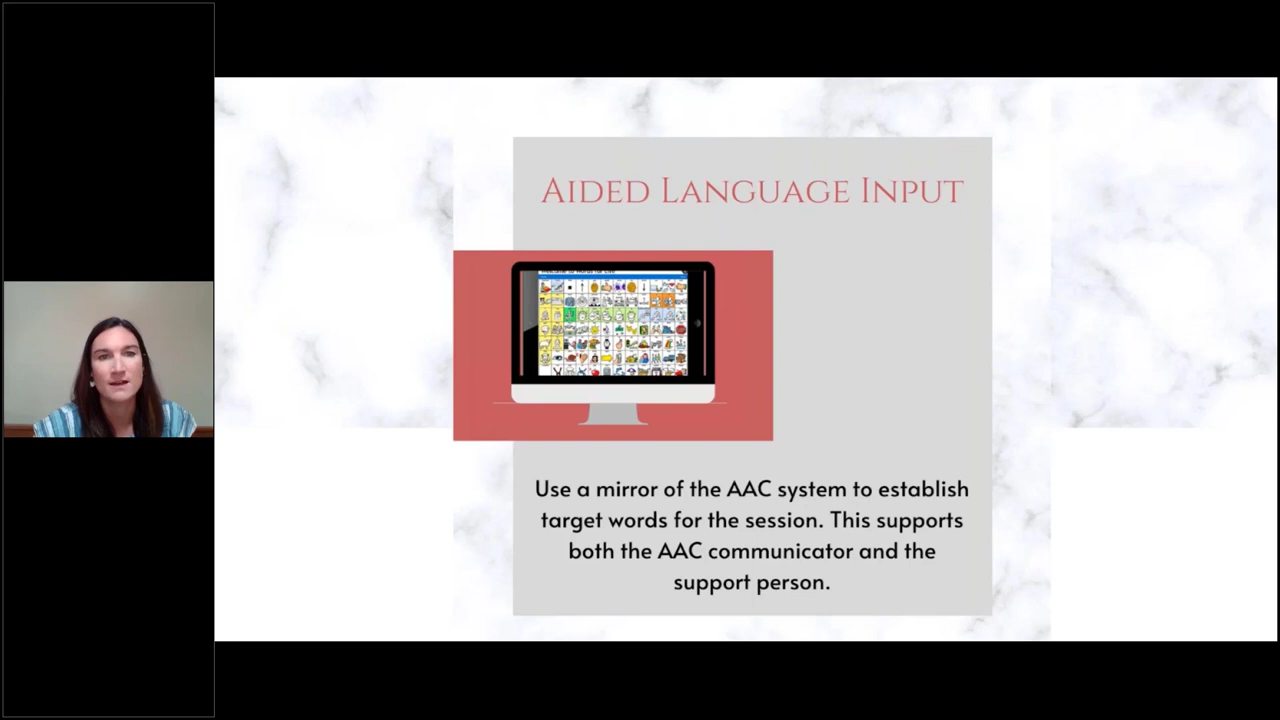 Aided Language Input
Use a mirror of the AAC system to establish
target words for the session. This supports
both the AAC communicator and the
support person.